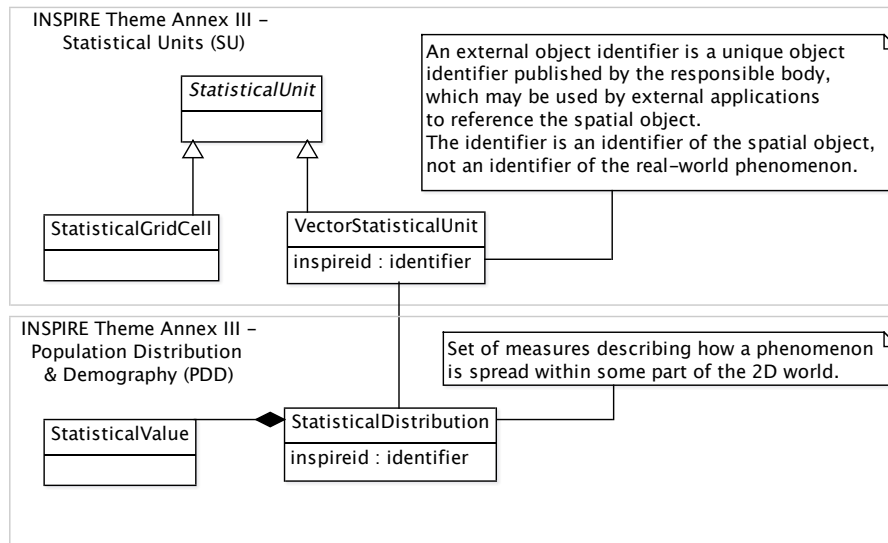 INSPIRE Theme Annex III –
Statistical Units (SU)
StatisticalUnit
An external object identifier is a unique object
identifier published by the responsible body,
which may be used by external applications
to reference the spatial object.
The identifier is an identifier of the spatial object,
not an identifier of the real-world phenomenon.
StatisticalGridCell
VectorStatisticalUnit
inspireid : identifier
INSPIRE Theme Annex III –
Population Distribution
& Demography (PDD)
Set of measures describing how a phenomenon
is spread within some part of the 2D world.
StatisticalValue
StatisticalDistribution
inspireid : identifier